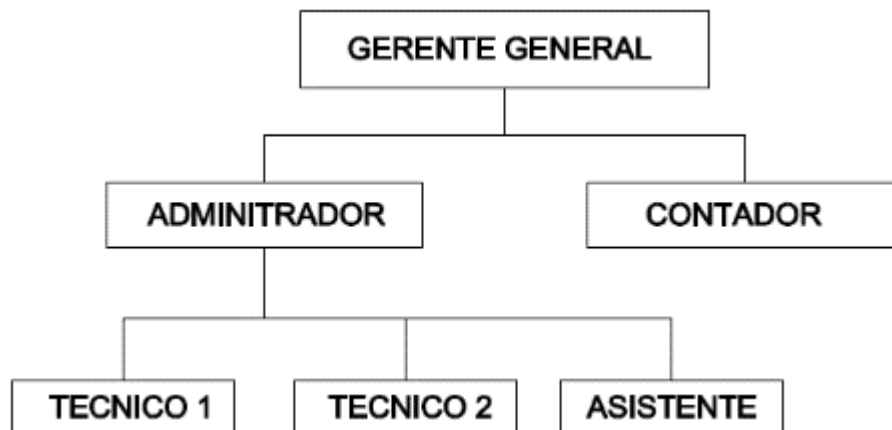 GERENTE GENERAL
ADMINITRADOR
CONTADOR
TECNICO 1
TECNICO 2
ASISTENTE